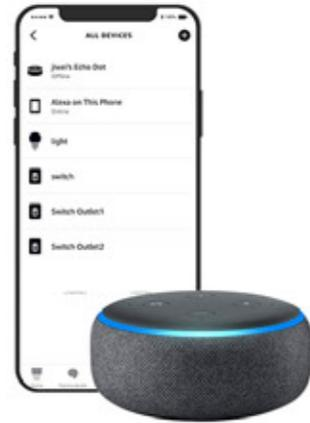 ALL DEVICES
jiwei's Echo Dot
Offline
Alexa on This Phone
Online
light
switch
Switch Outlet1
Switch Outlet2